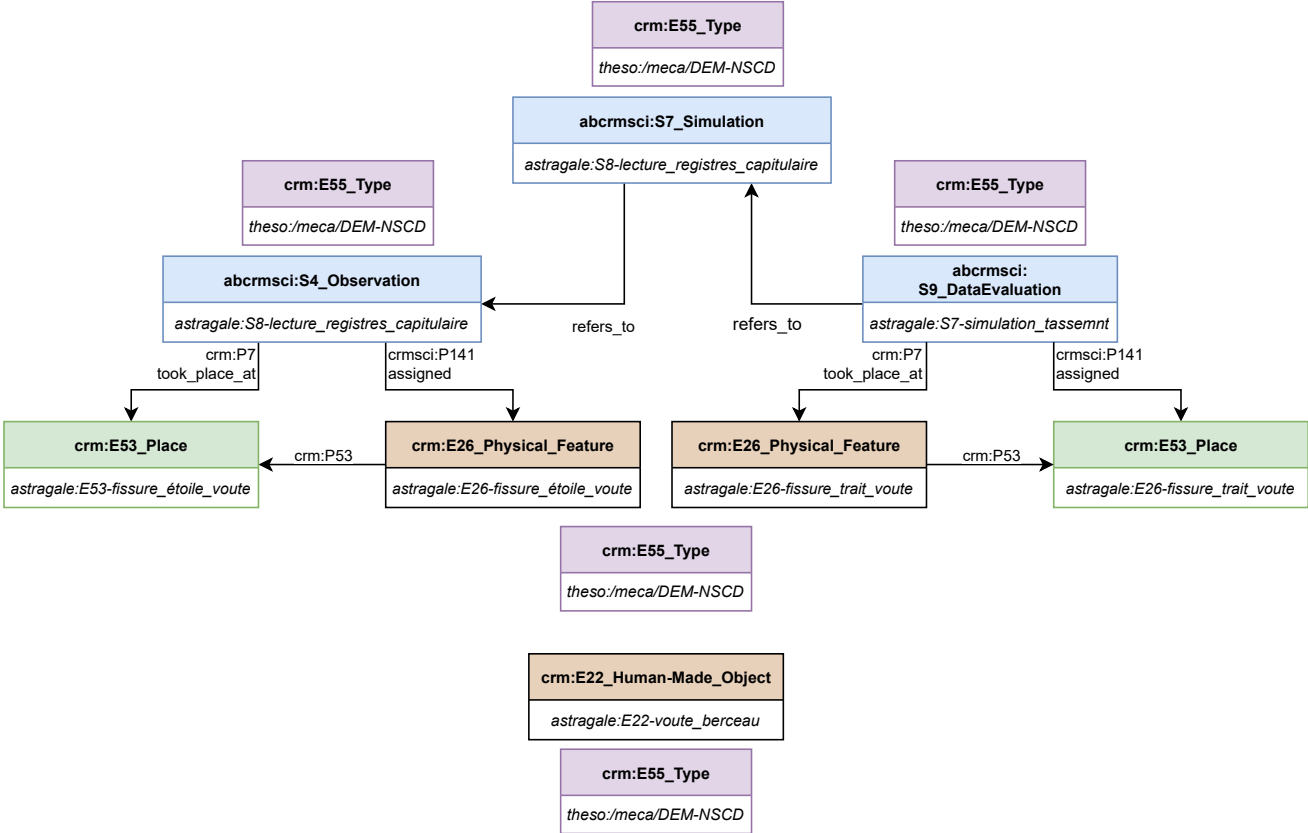 crm:E55_Type
theso:/meca/DEM-NSCD
abcrmsci:S7_Simulation
astragale:S8-lecture_registres_capitulaire
crm:E55_Type
theso:/meca/DEM-NSCD
crm:E55_Type
theso:/meca/DEM-NSCD
abcrmsci:S4_Observation
astragale:S8-lecture_registres_capitulaire
abcrmsci:
S9_DataEvaluation
astragale:S7-simulation_tassemnt
refers_to
refers_to
crm:P7
took_place_at
crmsci:P141
assigned
crm:P7
took_place_at
crmsci:P141
assigned
crm:E53_Place
astragale:E53-fissure_étoile_voute
crm:P53
crm:E26_Physical_Feature
astragale:E26-fissure_étoile_voute
crm:E26_Physical_Feature
astragale:E26-fissure_trait_voute
crm:P53
crm:E53_Place
astragale:E26-fissure_trait_voute
crm:E55_Type
theso:/meca/DEM-NSCD
crm:E22_Human-Made_Object
astragale:E22-voute_berceau
crm:E55_Type
theso:/meca/DEM-NSCD